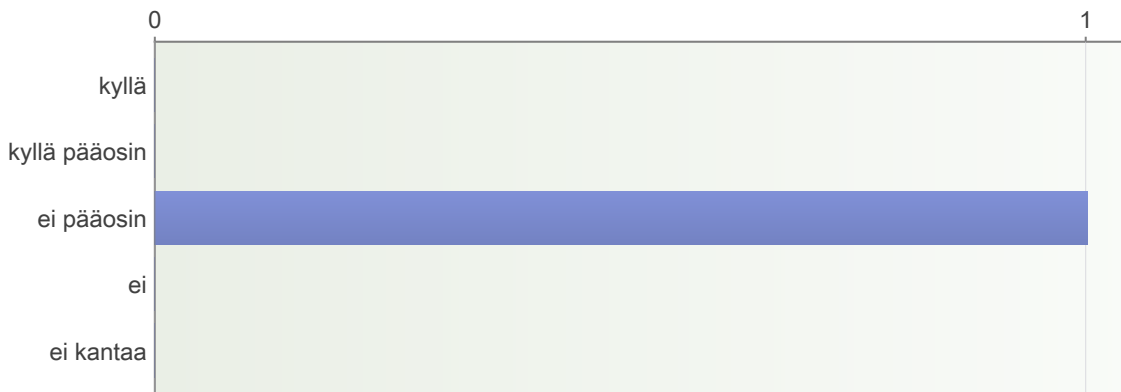 0 1
kyllä
kyllä pääosin
ei pääosin
ei
ei kantaa